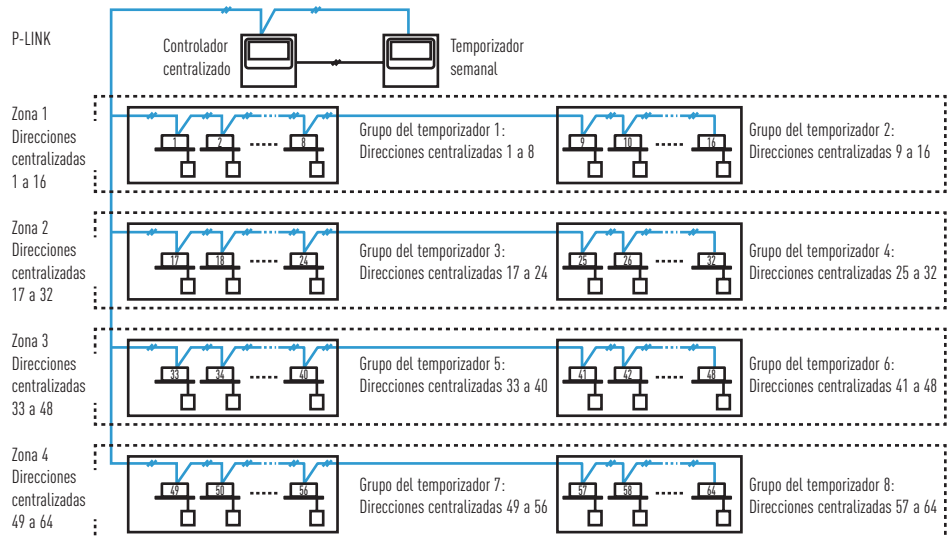 P-LINK
Controlador
centralizado
Temporizador
semanal
Zona 1
Direcciones
centralizadas
1 a 16
1
2
8
Grupo del temporizador 1:
Direcciones centralizadas 1 a 8
9
10
16
Grupo del temporizador 2:
Direcciones centralizadas 9 a 16
Zona 2
Direcciones
centralizadas
17 a 32
17
18
24
Grupo del temporizador 3:
Direcciones centralizadas 17 a 24
25
26
32
Grupo del temporizador 4:
Direcciones centralizadas 25 a 32
Zona 3
Direcciones
centralizadas
33 a 48
33
34
40
Grupo del temporizador 5:
Direcciones centralizadas 33 a 40
41
42
48
Grupo del temporizador 6:
Direcciones centralizadas 41 a 48
Zona 4
Direcciones
centralizadas
49 a 64
49
50
56
Grupo del temporizador 7:
Direcciones centralizadas 49 a 56
57
58
64
Grupo del temporizador 8:
Direcciones centralizadas 57 a 64